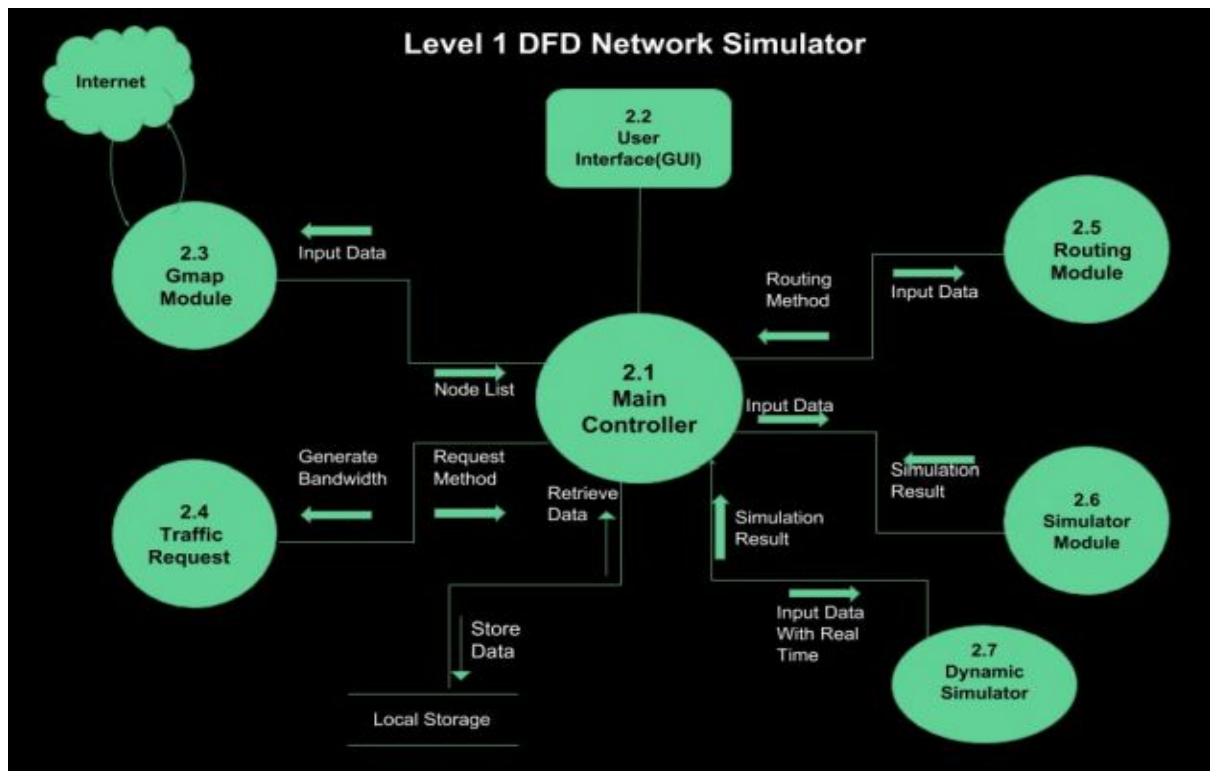 Level 1 DFD Network Simulator
Internet
2.2
User
Interface(GUI)
2.3
Gmap
Module
Input Data
Node List
2.5
Routing
Module
Routing
Method
Input Data
2.1
Main
Controller
Input Data
Generate
Bandwidth
Request
Method
2.4
Traffic
Request
Retrieve
Data
Simulation
Result
Simulation
Result
2.6
Simulator
Module
Store
Data
Input Data
With Real
Time
2.7
Dynamic
Simulator
Local Storage